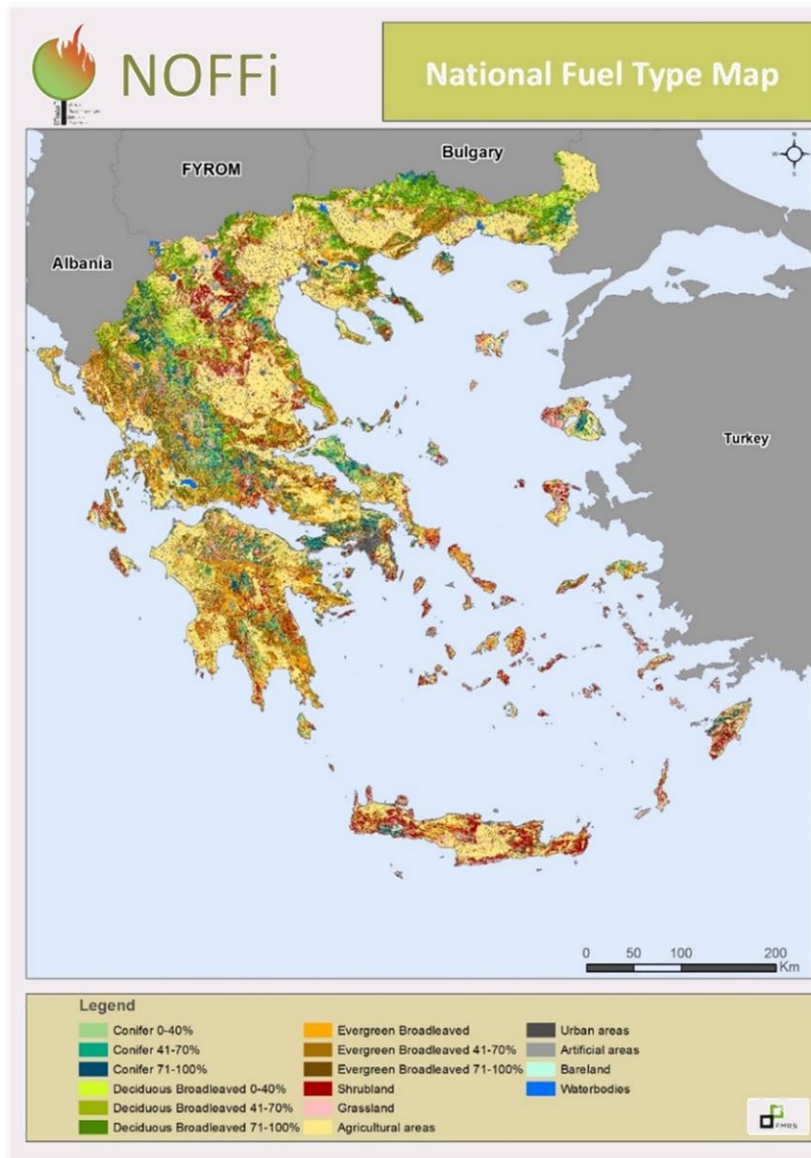 NOFFi
National Fuel Type Map
N
S
FYROM
Bulgary
Albania
Turkey
0 50 100 200
Km
Legend
Conifer 0-40%
Conifer 41-70%
Conifer 71-100%
Deciduous Broadleaved 0-40%
Deciduous Broadleaved 41-70%
Deciduous Broadleaved 71-100%
Evergreen Broadleaved
Evergreen Broadleaved 41-70%
Evergreen Broadleaved 71-100%
Shrubland
Grassland
Agricultural areas
Urban areas
Artificial areas
Bareland
Waterbodies
FMRS